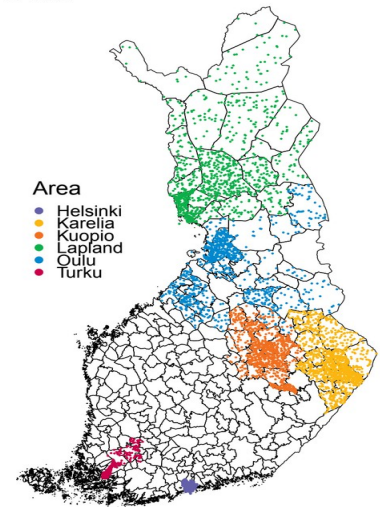 Area
Helsinki
Karelia
Kuopio
Lapland
Oulu
Turku